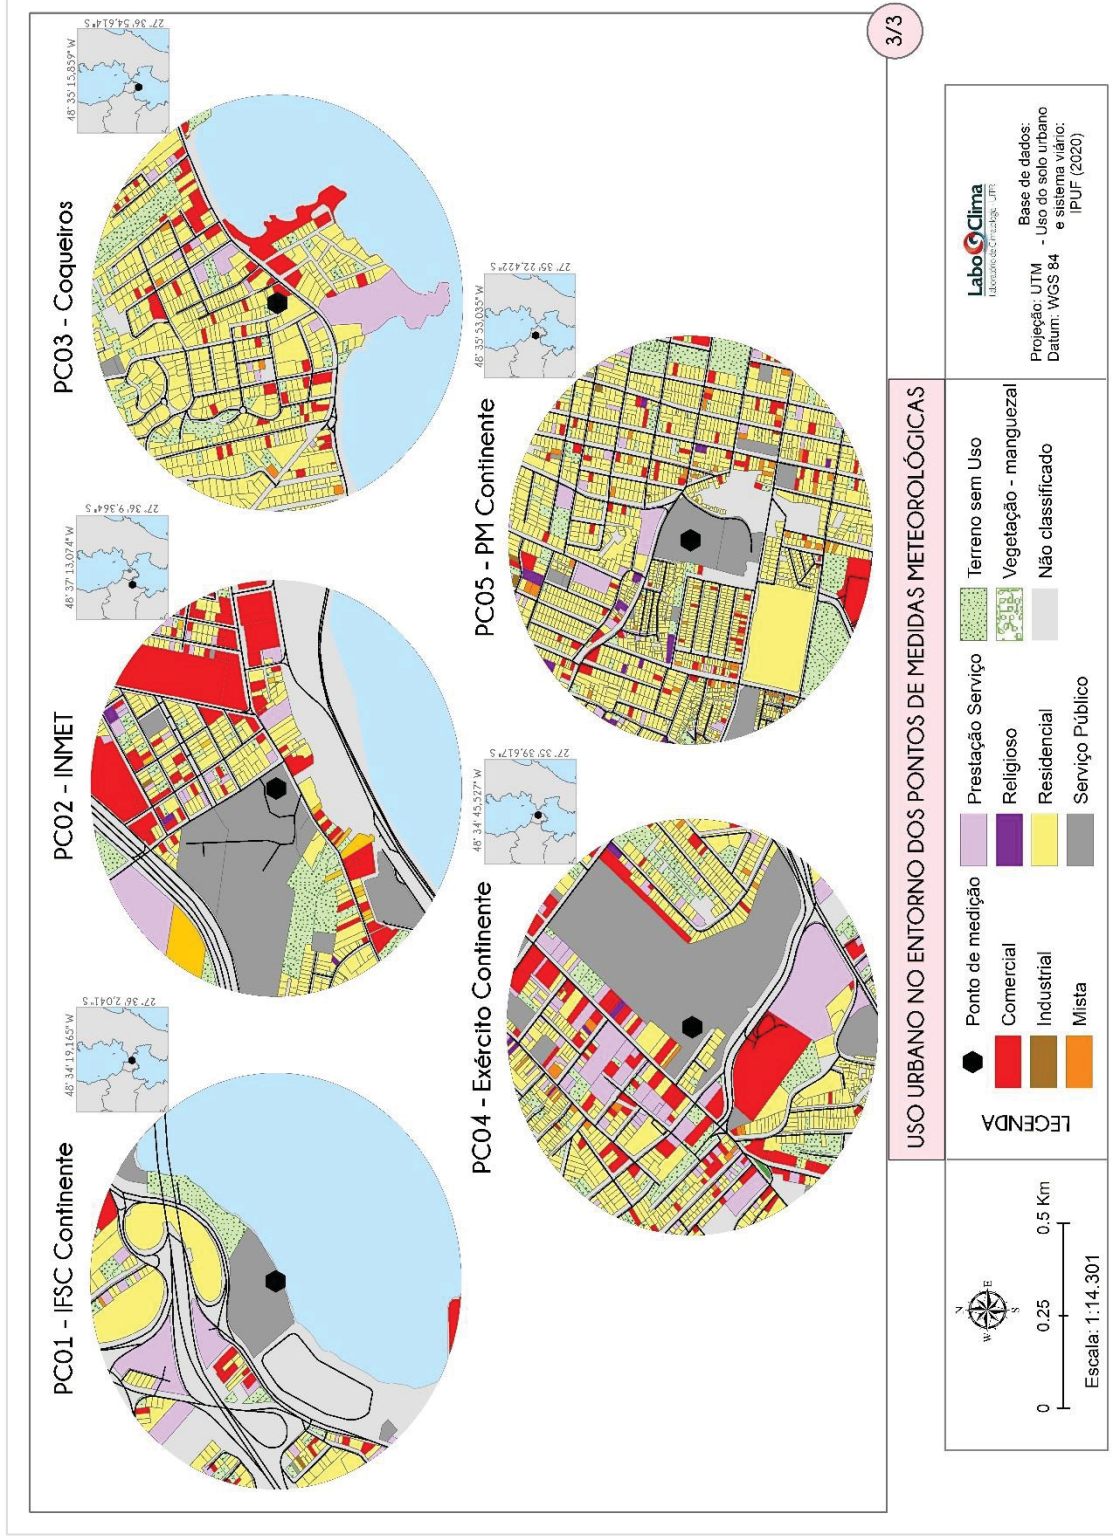 PC01 - IFSC Continente
48° 34' 19,165" W
27° 36' 2,041" S
PC02 - INMET
48° 37' 13,074" W
27° 36' 9,364" S
PC03 - Coqueiros
48° 35' 15,859" W
27° 36' 54,614" S
PC04 - Exército Continente
48° 34' 45,527" W
27° 35' 39,617" S
PC05 - PM Continente
48° 35' 53,035" W
27° 35' 22,422" S
3/3
USO URBANO NO ENTORNO DOS PONTOS DE MEDIDAS METEOROLÓGICAS
N
W
E
S
0
0.25
0.5 Km
Escala: 1:14.301
LEGENDA
Ponto de medição
Comercial
Industrial
Mista
Prestação Serviço
Religioso
Residencial
Serviço Público
Terreno sem Uso
Vegetação - manguezal
Não classificado
LaboClima
Projeção: UTM
Datum: WGS 84
Base de dados:
- Uso do solo urbano
e sistema viário:
IPUF (2020)